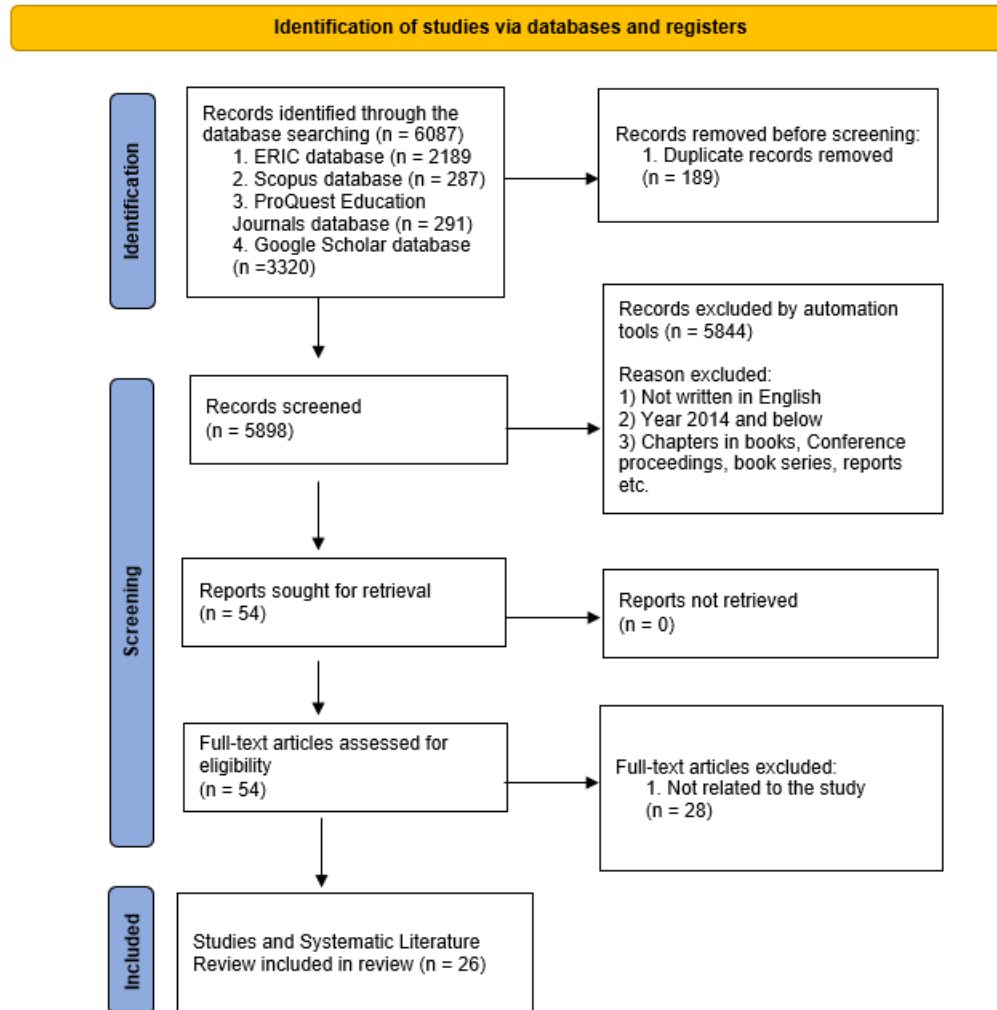 Identification of studies via databases and registers
Identification
Records identified through the
database searching (n = 6087)
1. ERIC database (n = 2189
2. Scopus database (n = 287)
3. ProQuest Education
Journals database (n = 291)
4. Google Scholar database
(n =3320)
Records removed before screening:
1. Duplicate records removed
(n = 189)
Screening
Records screened
(n = 5898)
Records excluded by automation
tools (n = 5844)
Reason excluded:
1) Not written in English
2) Year 2014 and below
3) Chapters in books, Conference
proceedings, book series, reports
etc.
Reports sought for retrieval
(n = 54)
Reports not retrieved
(n = 0)
Full-text articles assessed for
eligibility
(n = 54)
Full-text articles excluded:
1. Not related to the study
(n = 28)
Included
Studies and Systematic Literature
Review included in review (n = 26)